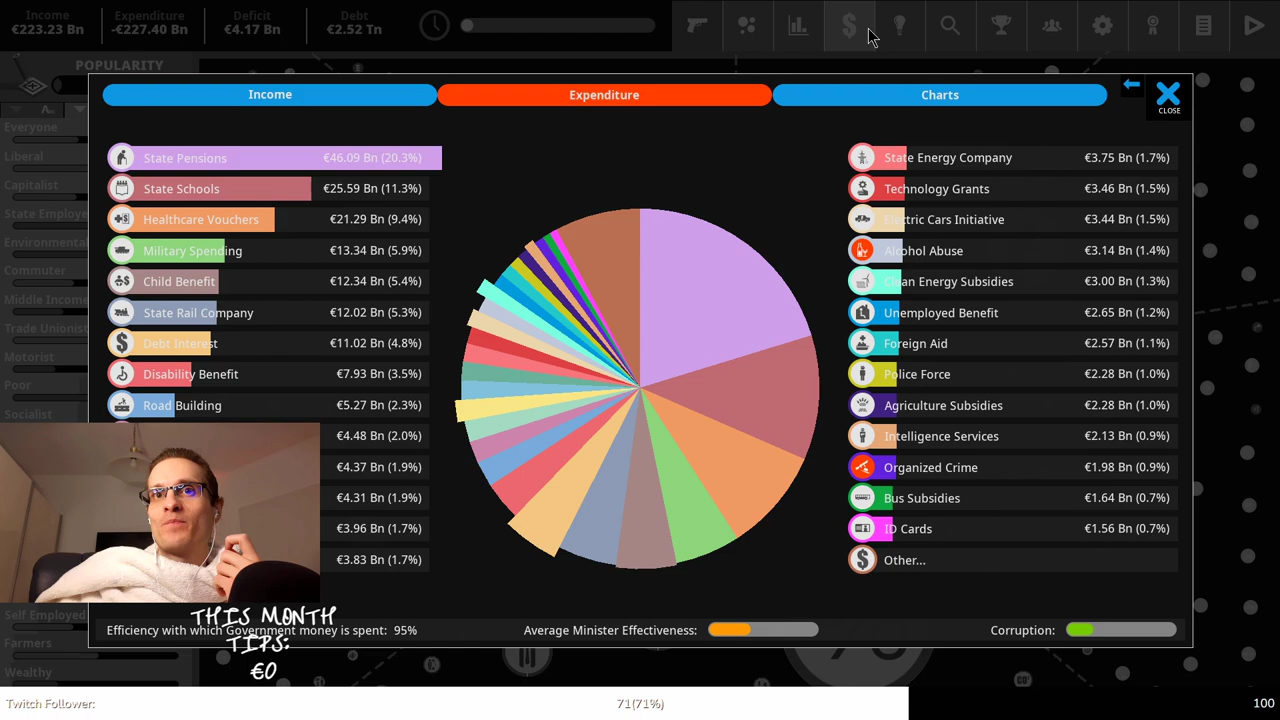 Income
€223.23 Bn
Expenditure
-€227.40 Bn
Deficit
€4.17 Bn
Debt
€2.52 Tn
POPULARITY
Everyone
Liberal
Capitalist
State Employe
Environmental
Commuter
Middle Income
Trade Unionist
Motorist
Poor
Socialist
Self Employed
Farmers
Wealthy
Income
Expenditure
Charts
CLOSE
State Pensions €46.09 Bn (20.3%)
State Schools €25.59 Bn (11.3%)
Healthcare Vouchers €21.29 Bn (9.4%)
Military Spending €13.34 Bn (5.9%)
Child Benefit €12.34 Bn (5.4%)
State Rail Company €12.02 Bn (5.3%)
Debt Interest €11.02 Bn (4.8%)
Disability Benefit €7.93 Bn (3.5%)
Road Building €5.27 Bn (2.3%)
€4.48 Bn (2.0%)
€4.37 Bn (1.9%)
€4.31 Bn (1.9%)
€3.96 Bn (1.7%)
€3.83 Bn (1.7%)
State Energy Company €3.75 Bn (1.7%)
Technology Grants €3.46 Bn (1.5%)
Electric Cars Initiative €3.44 Bn (1.5%)
Alcohol Abuse €3.14 Bn (1.4%)
Clean Energy Subsidies €3.00 Bn (1.3%)
Unemployed Benefit €2.65 Bn (1.2%)
Foreign Aid €2.57 Bn (1.1%)
Police Force €2.28 Bn (1.0%)
Agriculture Subsidies €2.28 Bn (1.0%)
Intelligence Services €2.13 Bn (0.9%)
Organized Crime €1.98 Bn (0.9%)
Bus Subsidies €1.64 Bn (0.7%)
ID Cards €1.56 Bn (0.7%)
Other...
Efficiency with which Government money is spent: 95%
Average Minister Effectiveness:
Corruption:
THIS MONTH
TIPS:
€0
Twitch Follower: 71(71%) 100